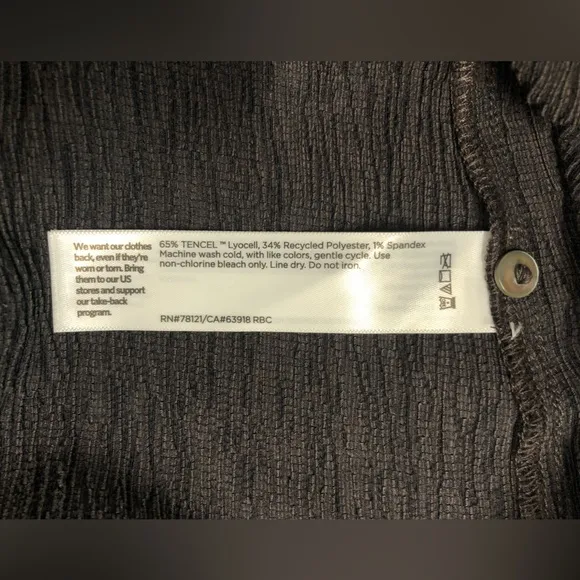 We want our clothes
back, even if they're
worn or torn. Bring
them to our US
stores and support
our take-back
program.
65% TENCEL ™ Lyocell, 34% Recycled Polyester, 1% Spandex
Machine wash cold, with like colors, gentle cycle. Use
non-chlorine bleach only. Line dry. Do not iron.
RN#78121/CA#63918 RBC